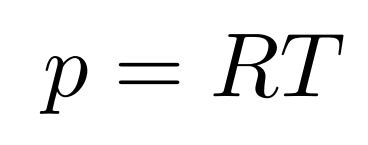 p = RT